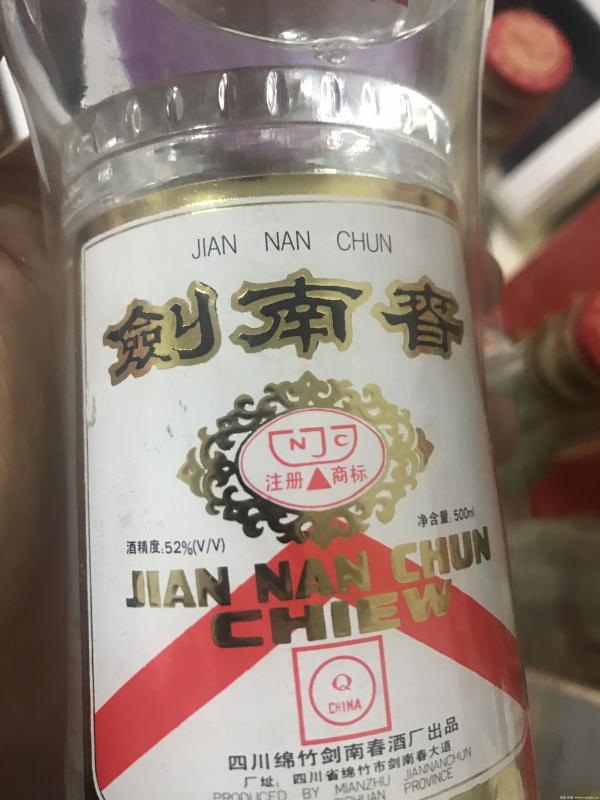 JIAN NAN CHUN
劍南春
NJC
注册 商标
净含量:500ml
酒精度:52%(V/V)
JIAN NAN CHUN
CHIEW
Q
CHINA
四川绵竹剑南春酒厂出品
厂址: 四川省绵竹市剑南春大道
PRODUCED BY MIANZHU JIANNANCHUN
PROVINCE